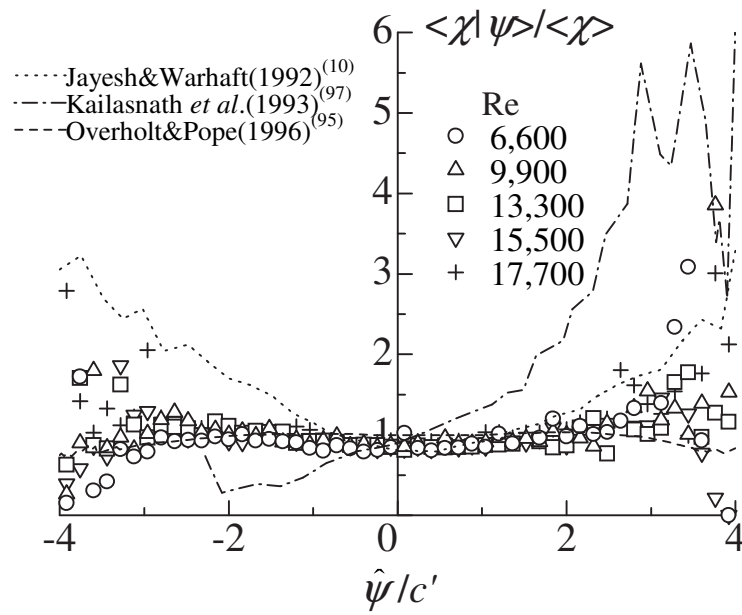 6
<χ|ψ>/<χ>
Jayesh&Warhaft(1992)(10)
Kailasnath et al.(1993)(97)
Overholt&Pope(1996)(95)
Re
6,600
9,900
13,300
15,500
17,700
5
4
3
2
1
-4
-2
0
2
4
ψ̂/c'